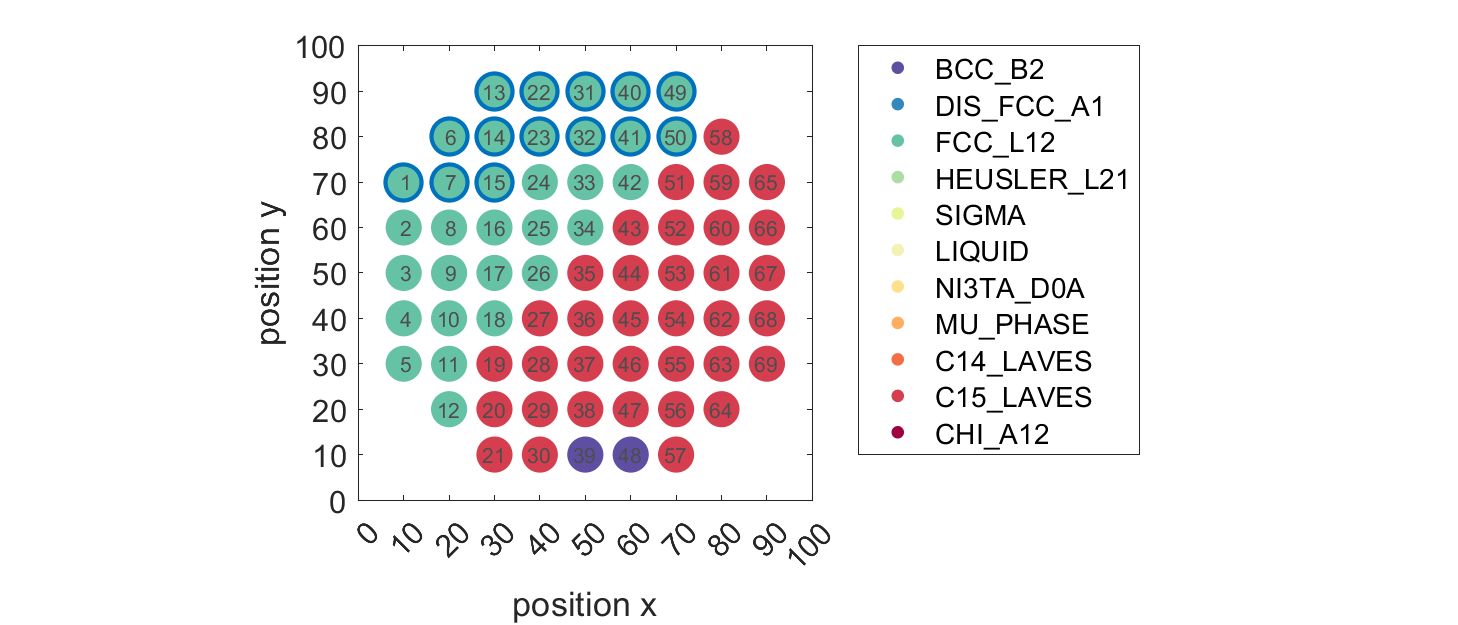 100
90 13 22 31 40 49
80 6 14 23 32 41 50 58
70 1 7 15 24 33 42 51 59 65
60 2 8 16 25 34 43 52 60 66
50 3 9 17 26 35 44 53 61 67
40 4 10 18 27 36 45 54 62 68
30 5 11 19 28 37 46 55 63 69
20 12 20 29 38 47 56 64
10 21 30 39 48 57
0
position y
0 10 20 30 40 50 60 70 80 90 100
position x
BCC_B2
DIS_FCC_A1
FCC_L12
HEUSLER_L21
SIGMA
LIQUID
NI3TA_D0A
MU_PHASE
C14_LAVES
C15_LAVES
CHI_A12